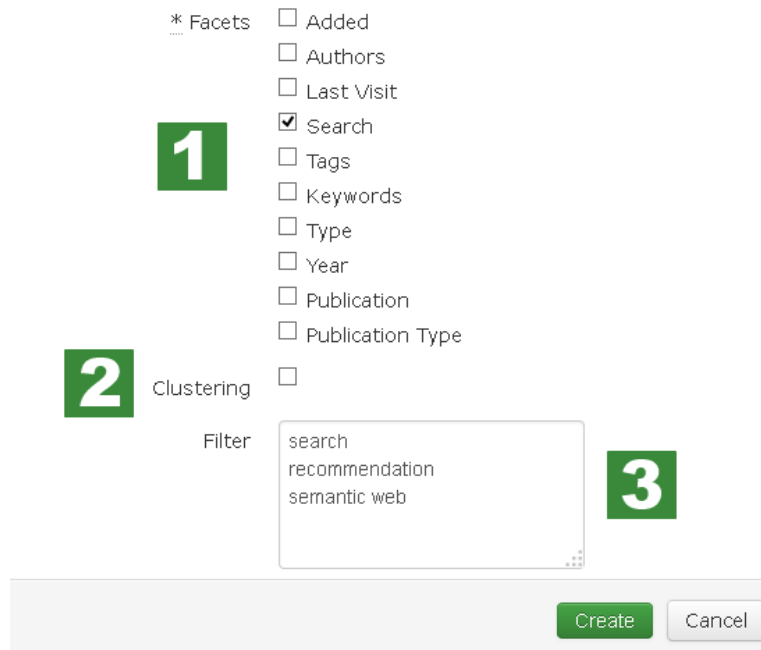 * Facets
Added
Authors
Last Visit
Search
1
Tags
Keywords
Type
Year
Publication
Publication Type
2
Clustering
Filter
search
recommendation
semantic web
3
Create
Cancel